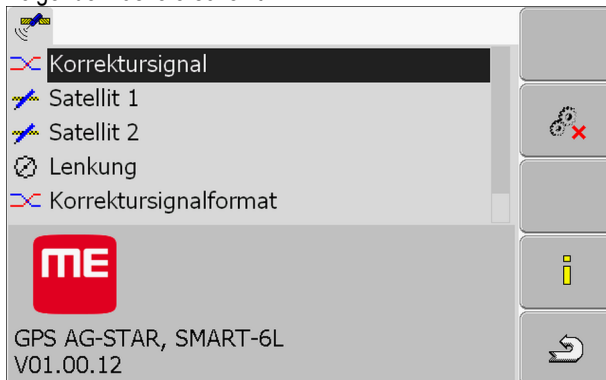 Korrektursignal
Satellit 1
Satellit 2
Lenkung
Korrektursignalformat
ME
GPS AG-STAR, SMART-6L
V01.00.12